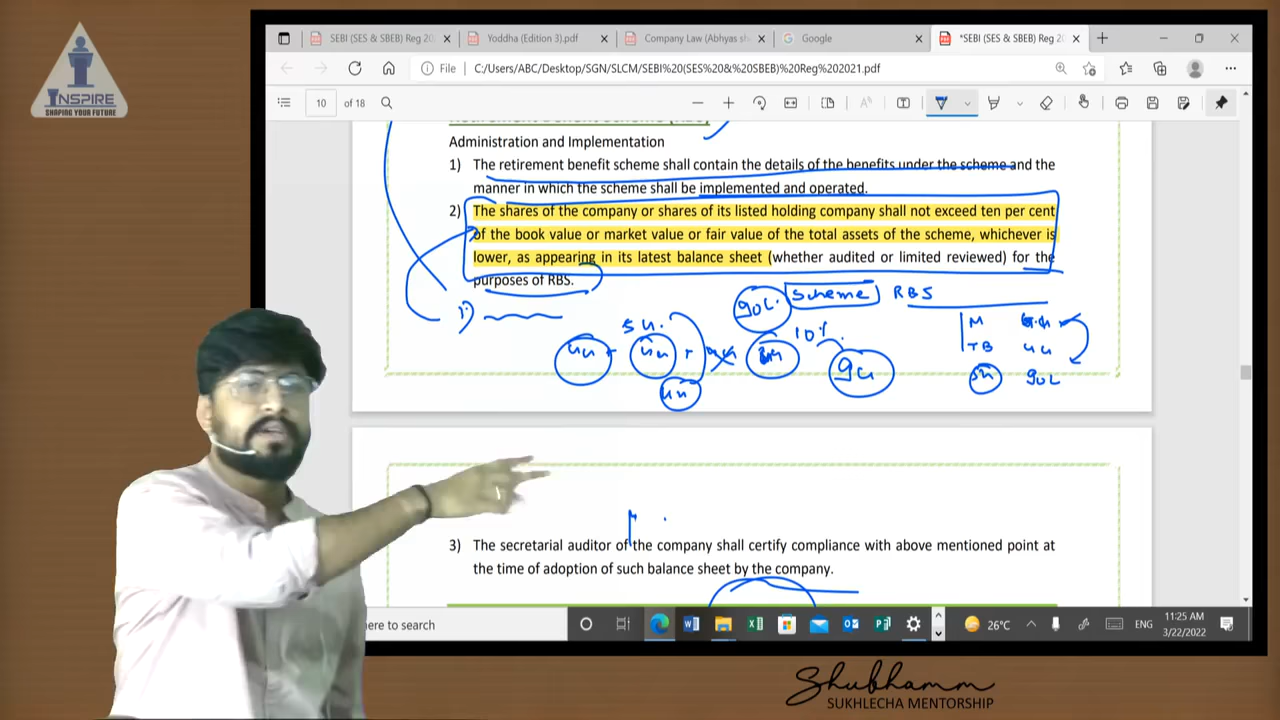 INSPIRE
SHAPING YOUR FUTURE
SEBI (SES & SBEB) Reg 20
Yoddha (Edition 3).pdf
Company Law (Abhyas sh
Google
*SEBI (SES & SBEB) Reg 2
File
C:/Users/ABC/Desktop/SGN/SLCM/SEBI%20(SES%20&%20SBEB)%20Reg%202021.pdf
10 of 18
Administration and Implementation
1) The retirement benefit scheme shall contain the details of the benefits under the scheme and the
manner in which the scheme shall be implemented and operated.
2) The shares of the company or shares of its listed holding company shall not exceed ten per cent
of the book value or market value or fair value of the total assets of the scheme, whichever is
lower, as appearing in its latest balance sheet (whether audited or limited reviewed) for the
purposes of RBS.
90L Scheme RBS
10%
M
TB
90L
3) The secretarial auditor of the company shall certify compliance with above mentioned point at
the time of adoption of such balance sheet by the company.
ere to search
26°C
ENG
11:25 AM
3/22/2022
Shubhamm
SUKHLECHA MENTORSHIP